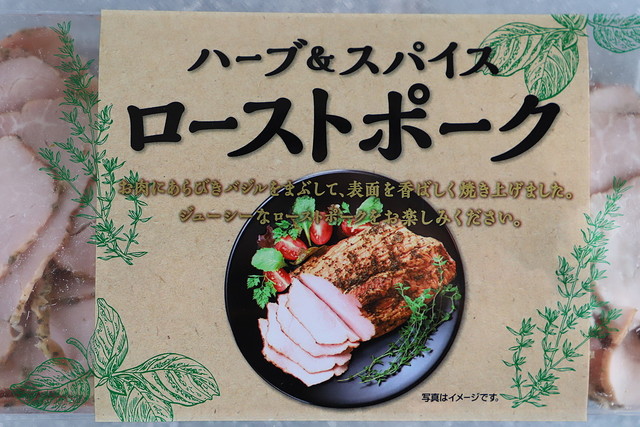 ハーブ&スパイス
ローストポーク
お肉にあらびきバジルをまぶして、表面を香ばしく焼き上げました。
ジューシーなローストポークをお楽しみください。
写真はイメージです。